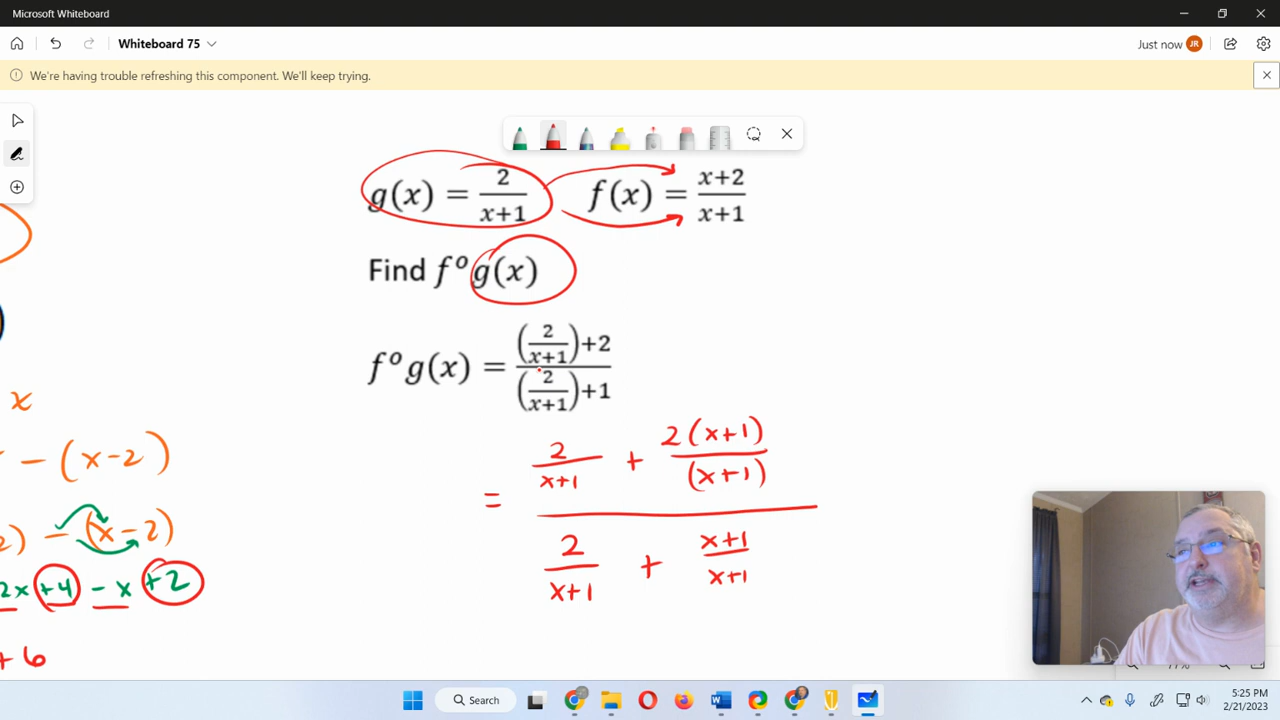 Microsoft Whiteboard
Whiteboard 75
Just now JR
We're having trouble refreshing this component. We'll keep trying.
g(x) = 2/(x+1) f(x) = (x+2)/(x+1)
Find f° g(x)
f° g(x) = ((2/(x+1))+2)/((2/(x+1))+1)
= (2/(x+1) + 2(x+1)/(x+1))/(2/(x+1) + (x+1)/(x+1))
x
- (x-2)
2) - (x-2)
2x +4 - x +2
+ 6
77%
Search
5:25 PM
2/21/2023